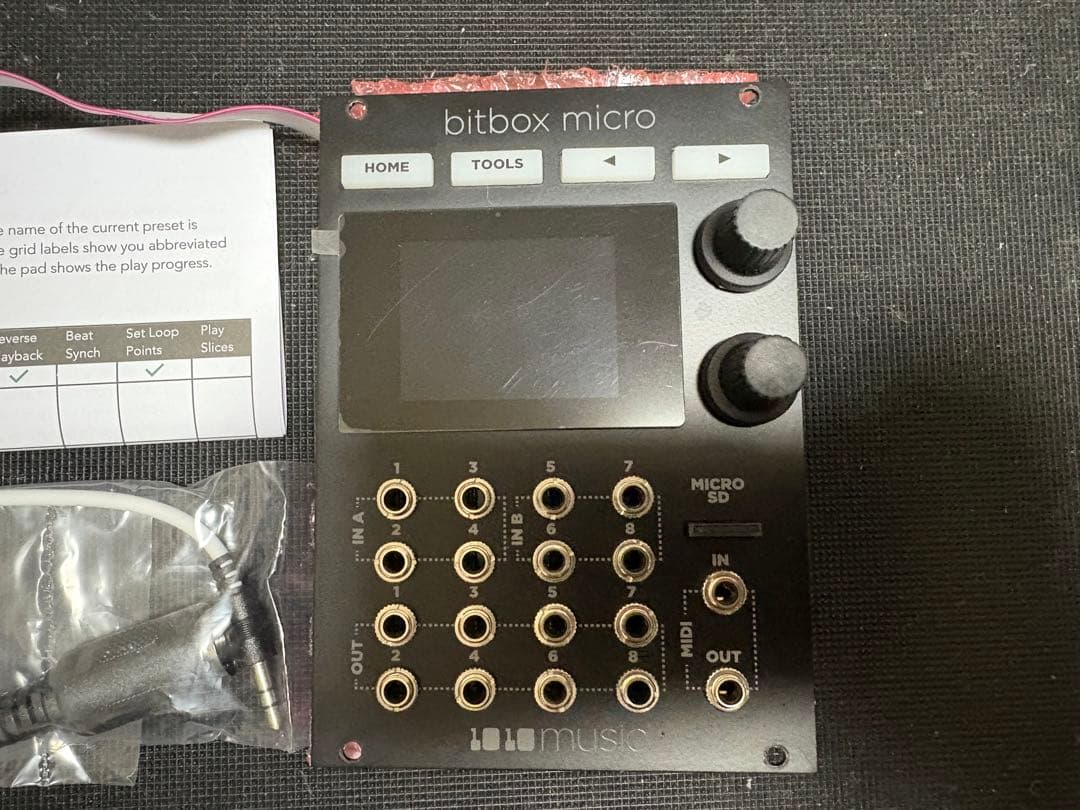 bitbox micro
HOME TOOLS ◄ ►
e name of the current preset is
e grid labels show you abbreviated
he pad shows the play progress.
everse Beat Set Loop Play
ayback Synch Points Slices
✓ ✓
1 3 5 7
IN A IN B
2 4 6 8
MICRO
SD
IN
1 3 5 7
OUT
2 4 6 8
MIDI
OUT
1010music